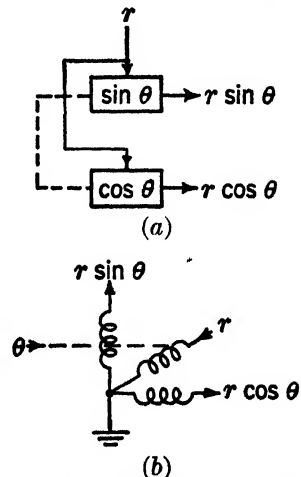 r
sin θ
r sin θ
cos θ
r cos θ
(a)
r sin θ
θ
r
r cos θ
(b)